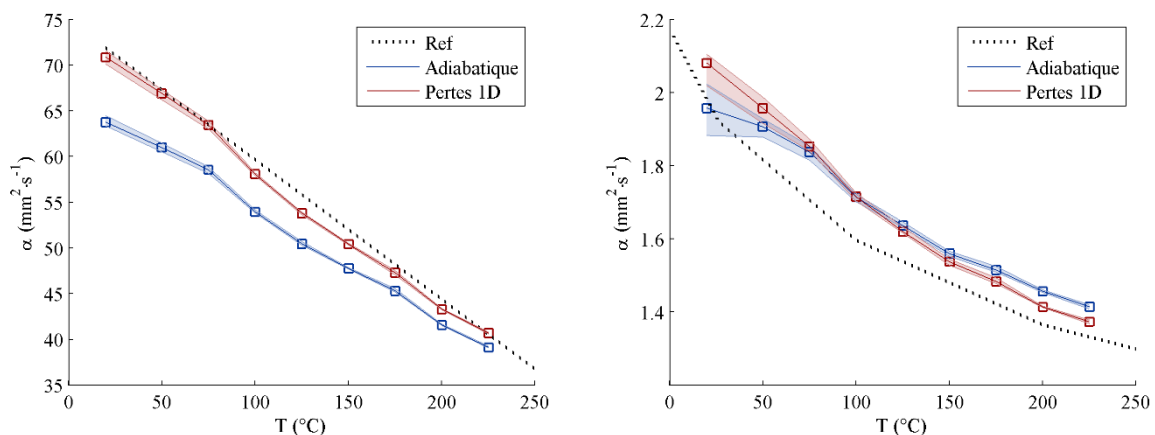 75
70
65
60
55
50
45
40
35
0
50
100
150
200
250
α (mm²·s⁻¹)
T (°C)
Ref
Adiabatique
Pertes 1D
2.2
2
1.8
1.6
1.4
0
50
100
150
200
250
α (mm²·s⁻¹)
T (°C)
Ref
Adiabatique
Pertes 1D